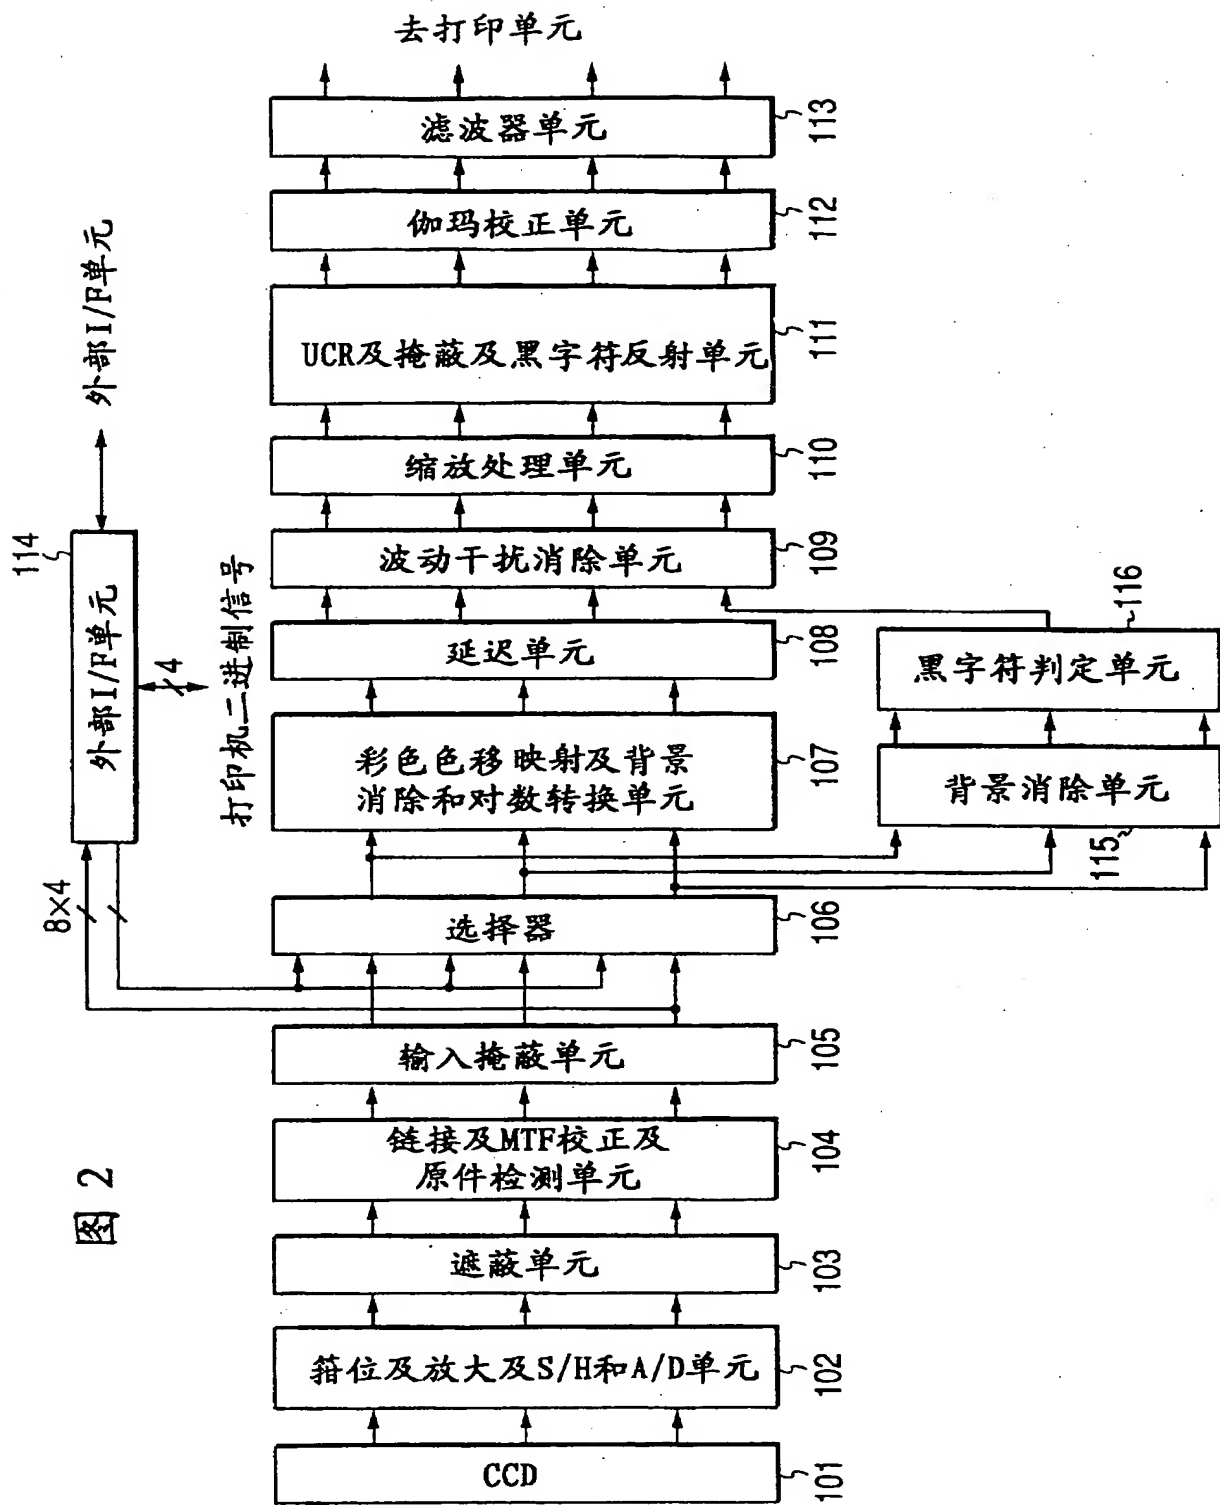 去打印单元
滤波器单元
113
伽玛校正单元
112
外部I/F单元
UCR及掩蔽及黑字符反射单元
111
缩放处理单元
110
114
外部I/F单元
波动干扰消除单元
109
4
打印机二进制信号
延迟单元
108
116
黑字符判定单元
彩色色移映射及背景
消除和对数转换单元
107
背景消除单元
115
8×4
选择器
106
输入掩蔽单元
105
链接及MTF校正及
原件检测单元
104
图 2
遮蔽单元
103
箝位及放大及S/H和A/D单元
102
CCD
101